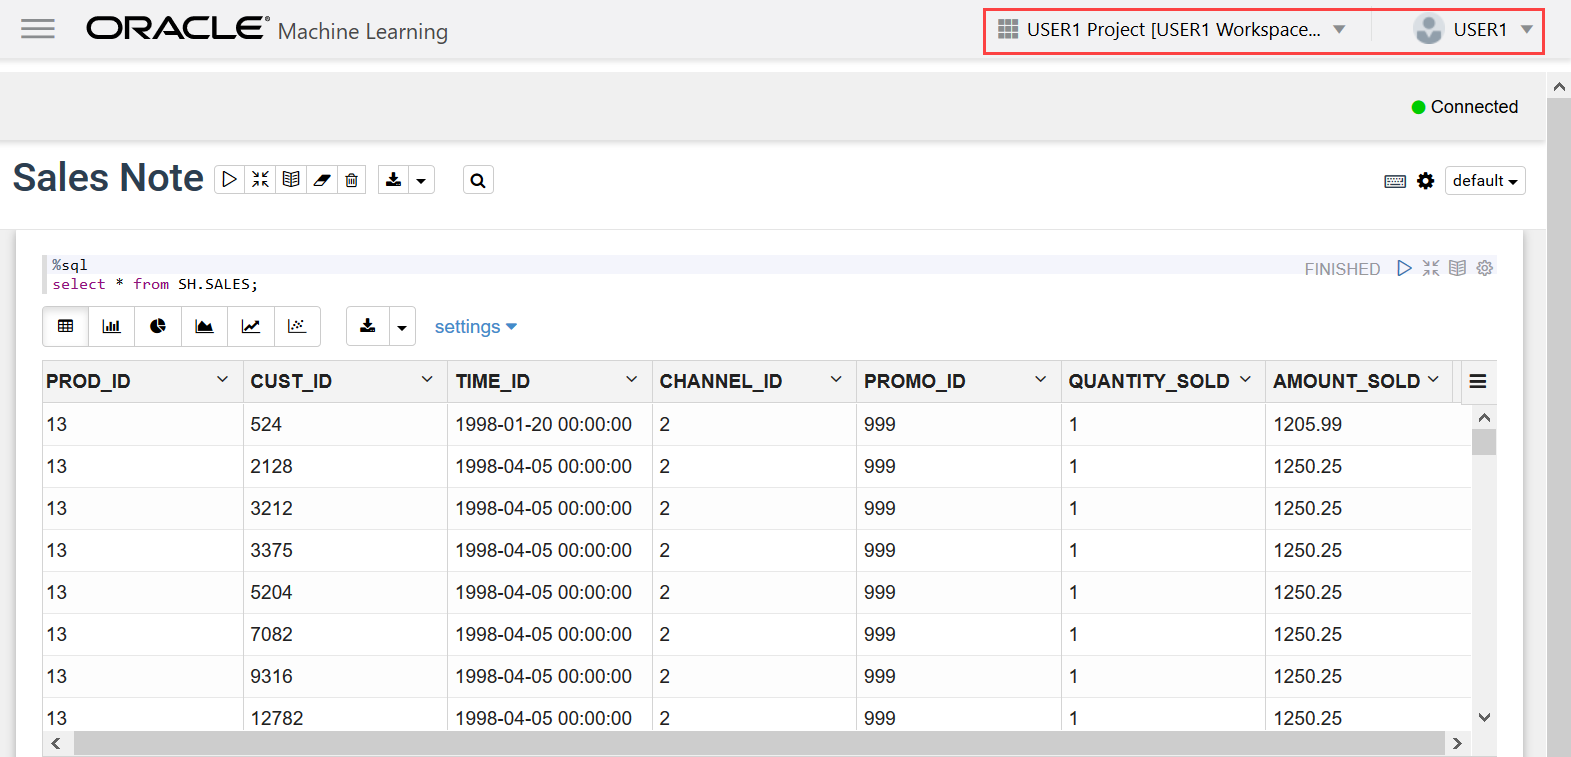 ORACLE® Machine Learning
USER1 Project [USER1 Workspace...
USER1
Connected
Sales Note
default
%sql
select * from SH.SALES;
FINISHED
settings
PROD_ID CUST_ID TIME_ID CHANNEL_ID PROMO_ID QUANTITY_SOLD AMOUNT_SOLD
13 524 1998-01-20 00:00:00 2 999 1 1205.99
13 2128 1998-04-05 00:00:00 2 999 1 1250.25
13 3212 1998-04-05 00:00:00 2 999 1 1250.25
13 3375 1998-04-05 00:00:00 2 999 1 1250.25
13 5204 1998-04-05 00:00:00 2 999 1 1250.25
13 7082 1998-04-05 00:00:00 2 999 1 1250.25
13 9316 1998-04-05 00:00:00 2 999 1 1250.25
13 12782 1998-04-05 00:00:00 2 999 1 1250.25